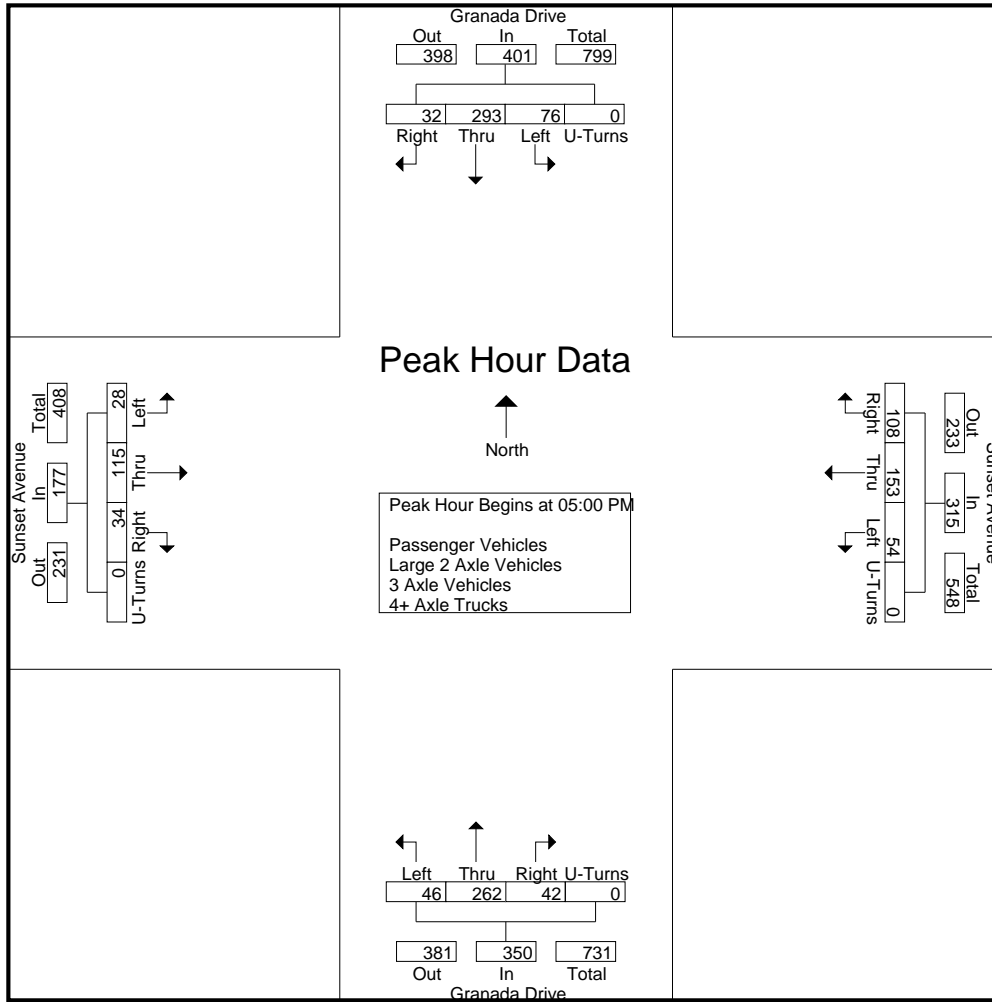 Granada Drive
Out In Total
398 401 799
32 293 76 0
Right Thru Left U-Turns
Peak Hour Data
North
Peak Hour Begins at 05:00 PM
Passenger Vehicles
Large 2 Axle Vehicles
3 Axle Vehicles
4+ Axle Trucks
Sunset Avenue
Out In Total
231 177 408
28 115 34 0
Left Thru Right U-Turns
Right Thru Left U-Turns
108 153 54 0
Out In Total
233 315 548
Sunset Avenue
Left Thru Right U-Turns
46 262 42 0
381 350 731
Out In Total
Granada Drive